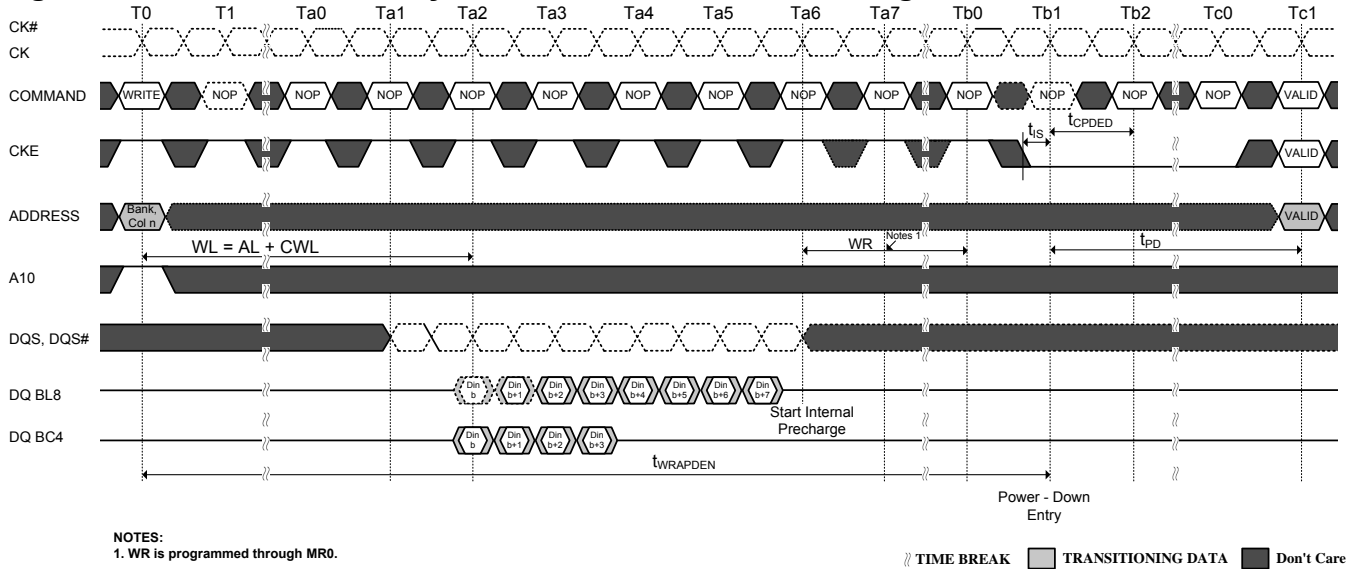 T0 T1 Ta0 Ta1 Ta2 Ta3 Ta4 Ta5 Ta6 Ta7 Tb0 Tb1 Tb2 Tc0 Tc1
CK#
CK
COMMAND WRITE NOP NOP NOP NOP NOP NOP NOP NOP NOP NOP NOP NOP NOP VALID
tIS tCPDED
CKE VALID
ADDRESS Bank, Col n VALID
WL = AL + CWL WR Notes 1 tPD
A10
DQS, DQS#
DQ BL8 Din b Din b+1 Din b+2 Din b+3 Din b+4 Din b+5 Din b+6 Din b+7
Start Internal
Precharge
DQ BC4 Din b Din b+1 Din b+2 Din b+3
tWRAPDEN
Power - Down
Entry
NOTES:
1. WR is programmed through MR0.
TIME BREAK TRANSITIONING DATA Don't Care